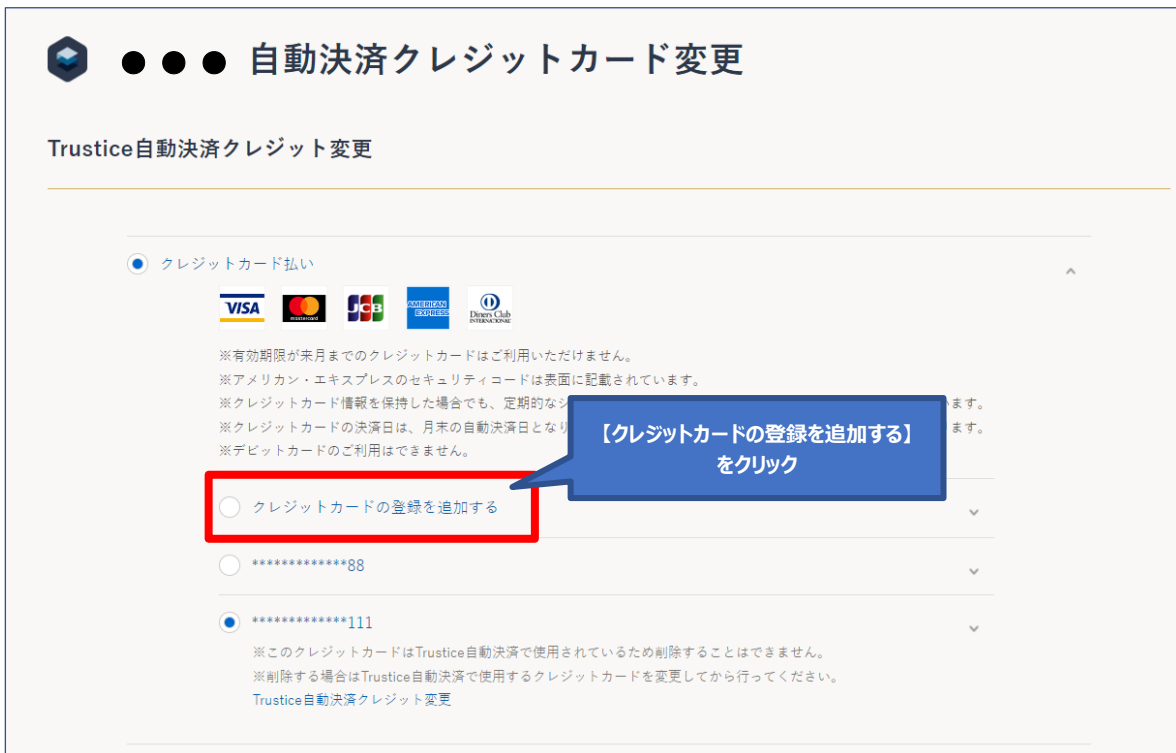 ●●● 自動決済クレジットカード変更
Trustice自動決済クレジット変更
クレジットカード払い
VISA mastercard JCB AMERICAN EXPRESS Diners Club INTERNATIONAL
※有効期限が来月までのクレジットカードはご利用いただけません。
※アメリカン・エキスプレスのセキュリティコードは表面に記載されています。
※クレジットカード情報を保持した場合でも、定期的なシ
います。
※クレジットカードの決済日は、月末の自動決済日となり
ります。
※デビットカードのご利用はできません。
【クレジットカードの登録を追加する】
をクリック
クレジットカードの登録を追加する
*************88
*************111
※このクレジットカードはTrustice自動決済で使用されているため削除することはできません。
※削除する場合はTrustice自動決済で使用するクレジットカードを変更してから行ってください。
Trustice自動決済クレジット変更